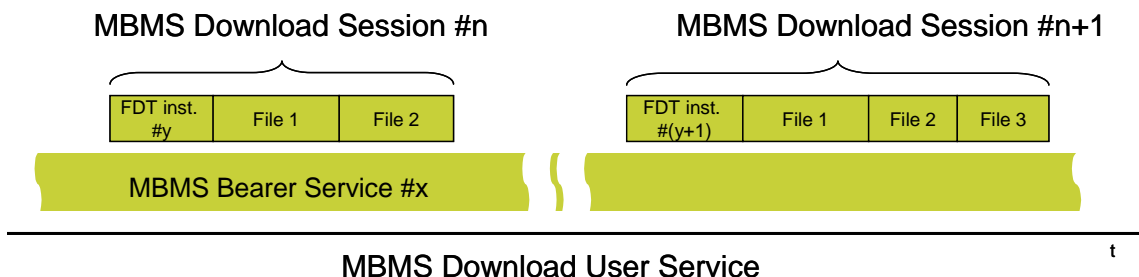 MBMS Download Session #n
MBMS Download Session #n+1
FDT inst.
#y
File 1
File 2
FDT inst.
#(y+1)
File 1
File 2
File 3
MBMS Bearer Service #x
t
MBMS Download User Service